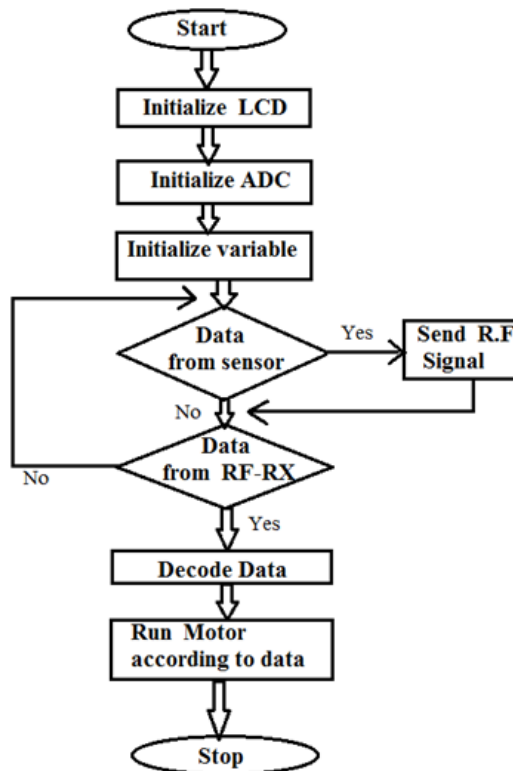 Start
Initialize LCD
Initialize ADC
Initialize variable
Data
from sensor
Yes
Send R.F
Signal
No
Data
from RF-RX
No
Yes
Decode Data
Run Motor
according to data
Stop